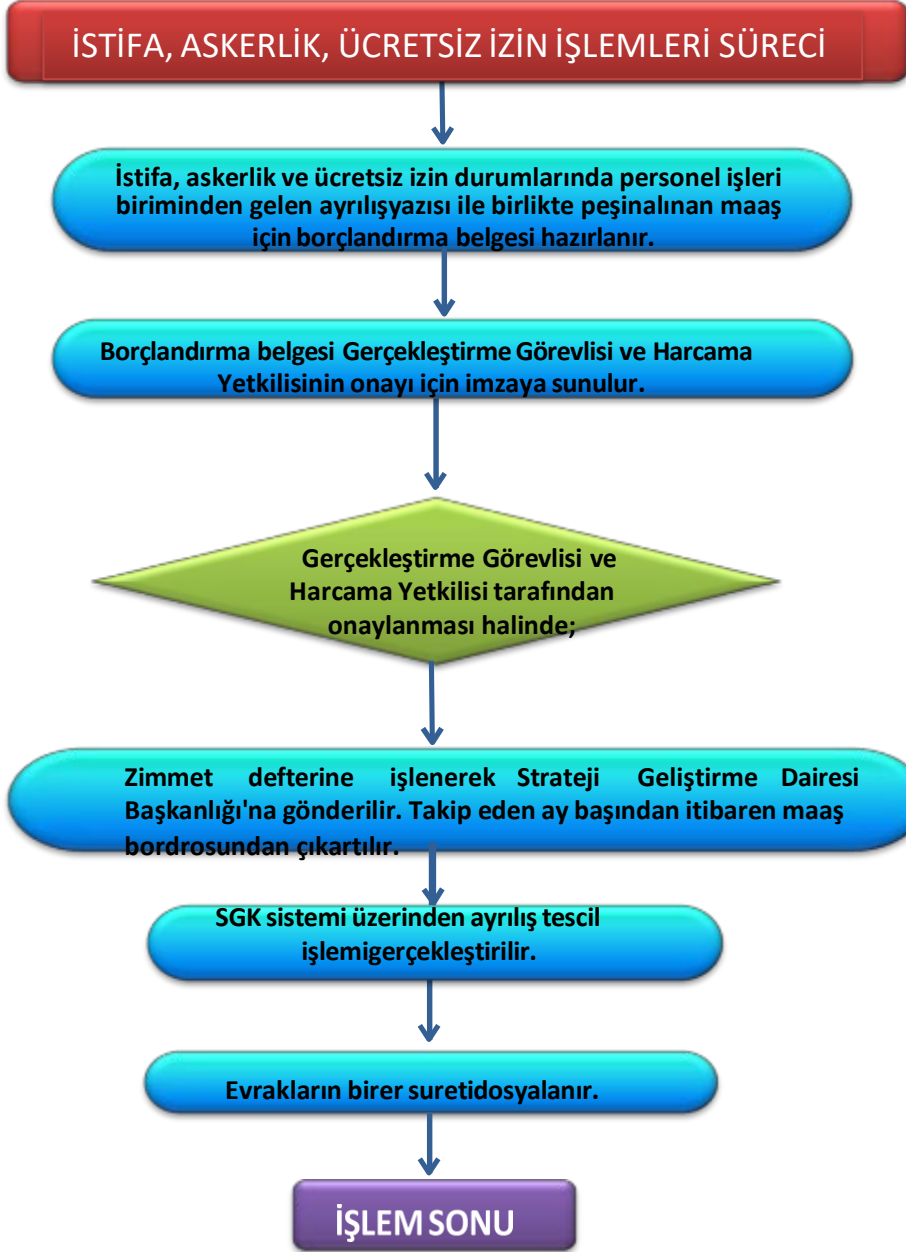 İSTİFA, ASKERLİK, ÜCRETSİZ İZİN İŞLEMLERİ SÜRECİ
İstifa, askerlik ve ücretsiz izin durumlarında personel işleri
biriminden gelen ayrılışyazısı ile birlikte peşinalınan maaş
için borçlandırma belgesi hazırlanır.
Borçlandırma belgesi Gerçekleştirme Görevlisi ve Harcama
Yetkilisinin onayı için imzaya sunulur.
Gerçekleştirme Görevlisi ve
Harcama Yetkilisi tarafından
onaylanması halinde;
Zimmet defterine işlenerek Strateji Geliştirme Dairesi
Başkanlığı'na gönderilir. Takip eden ay başından itibaren maaş
bordrosundan çıkartılır.
SGK sistemi üzerinden ayrılış tescil
işlemigerçekleştirilir.
Evrakların birer suretidosyalanır.
İŞLEM SONU